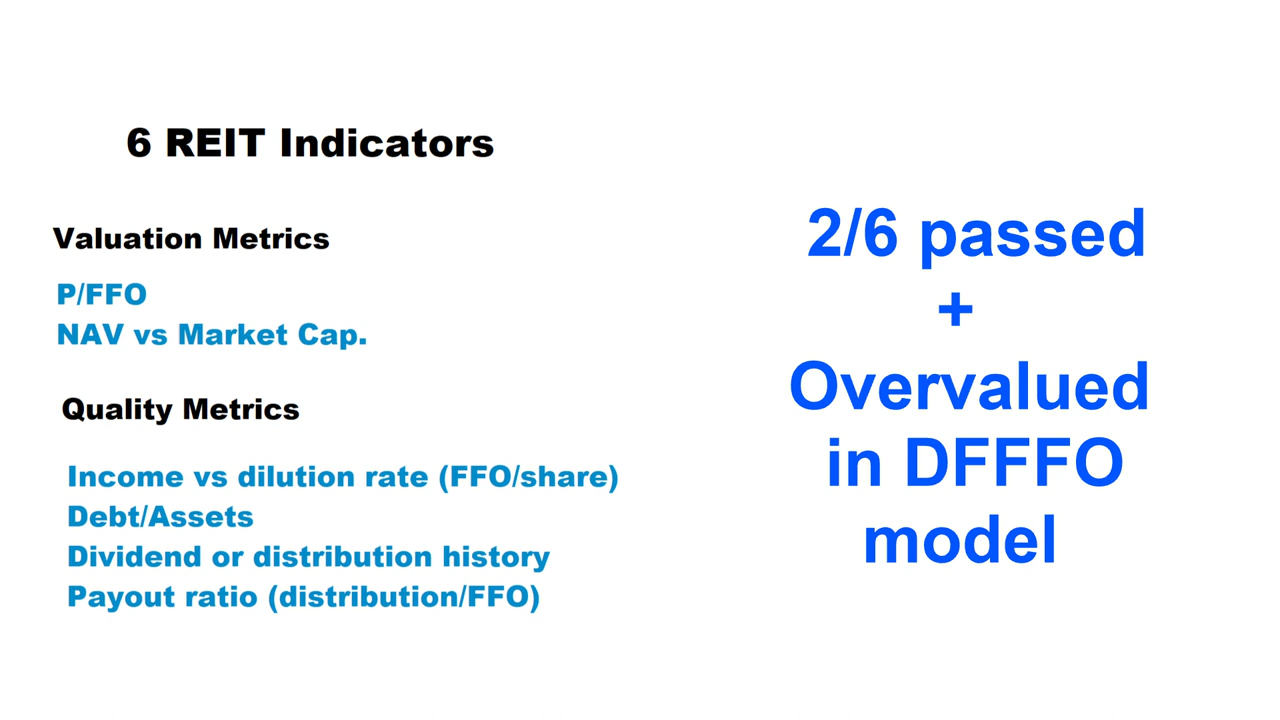 6 REIT Indicators
Valuation Metrics
P/FFO
NAV vs Market Cap.
Quality Metrics
Income vs dilution rate (FFO/share)
Debt/Assets
Dividend or distribution history
Payout ratio (distribution/FFO)
2/6 passed
+
Overvalued
in DFFFO
model